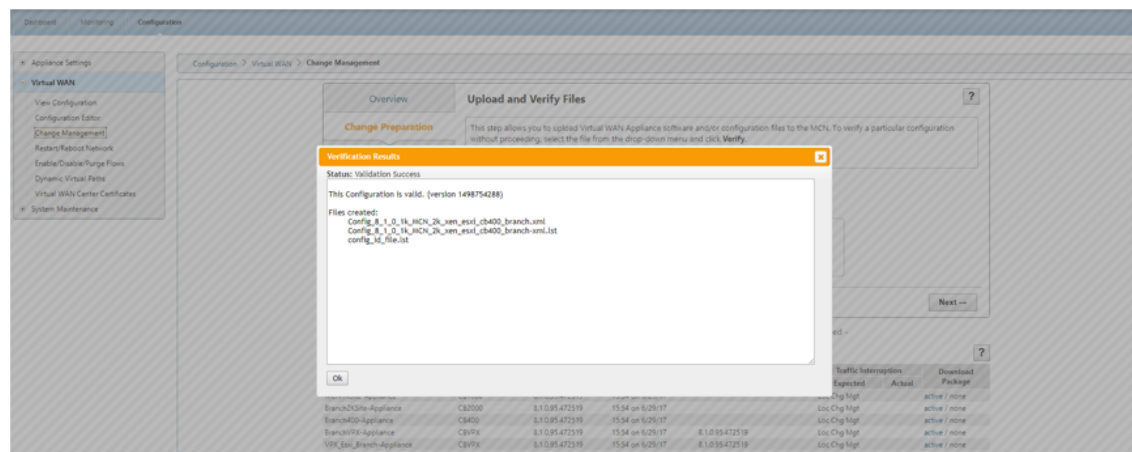 Dashboard Monitoring Configuration
+ Appliance Settings
Configuration > Virtual WAN > Change Management
- Virtual WAN
View Configuration
Configuration Editor
Change Management
Restart/Reboot Network
Enable/Disable/Purge Flows
Dynamic Virtual Paths
Virtual WAN Center Certificates
+ System Maintenance
Overview
Change Preparation
Upload and Verify Files
?
This step allows you to upload Virtual WAN Appliance software and/or configuration files to the MCN. To verify a particular configuration
without proceeding, select the file from the drop-down menu and click Verify.
Verification Results
Status: Validation Success
This Configuration is valid. (version 1498754288)
Files created:
Config_8_1_0_1k_MCN_2k_xen_esxi_cb400_branch.xml
Config_8_1_0_1k_MCN_2k_xen_esxi_cb400_branch-xml.lst
config_id_file.lst
Ok
Next
ed -
?
Traffic Interruption Download
Expected Actual Package
Loc Chg Mgt active / none
Branch2KSite-Appliance CB2000 8.1.0.95.472519 15:54 on 6/29/17 Loc Chg Mgt active / none
Branch400-Appliance CB400 8.1.0.95.472519 15:54 on 6/29/17 Loc Chg Mgt active / none
BranchVPX-Appliance CBVPX 8.1.0.95.472519 15:54 on 6/29/17 8.1.0.95.472519 Loc Chg Mgt active / none
VPX_Esxi_Branch-Appliance CBVPX 8.1.0.95.472519 15:54 on 6/29/17 8.1.0.95.472519 Loc Chg Mgt active / none